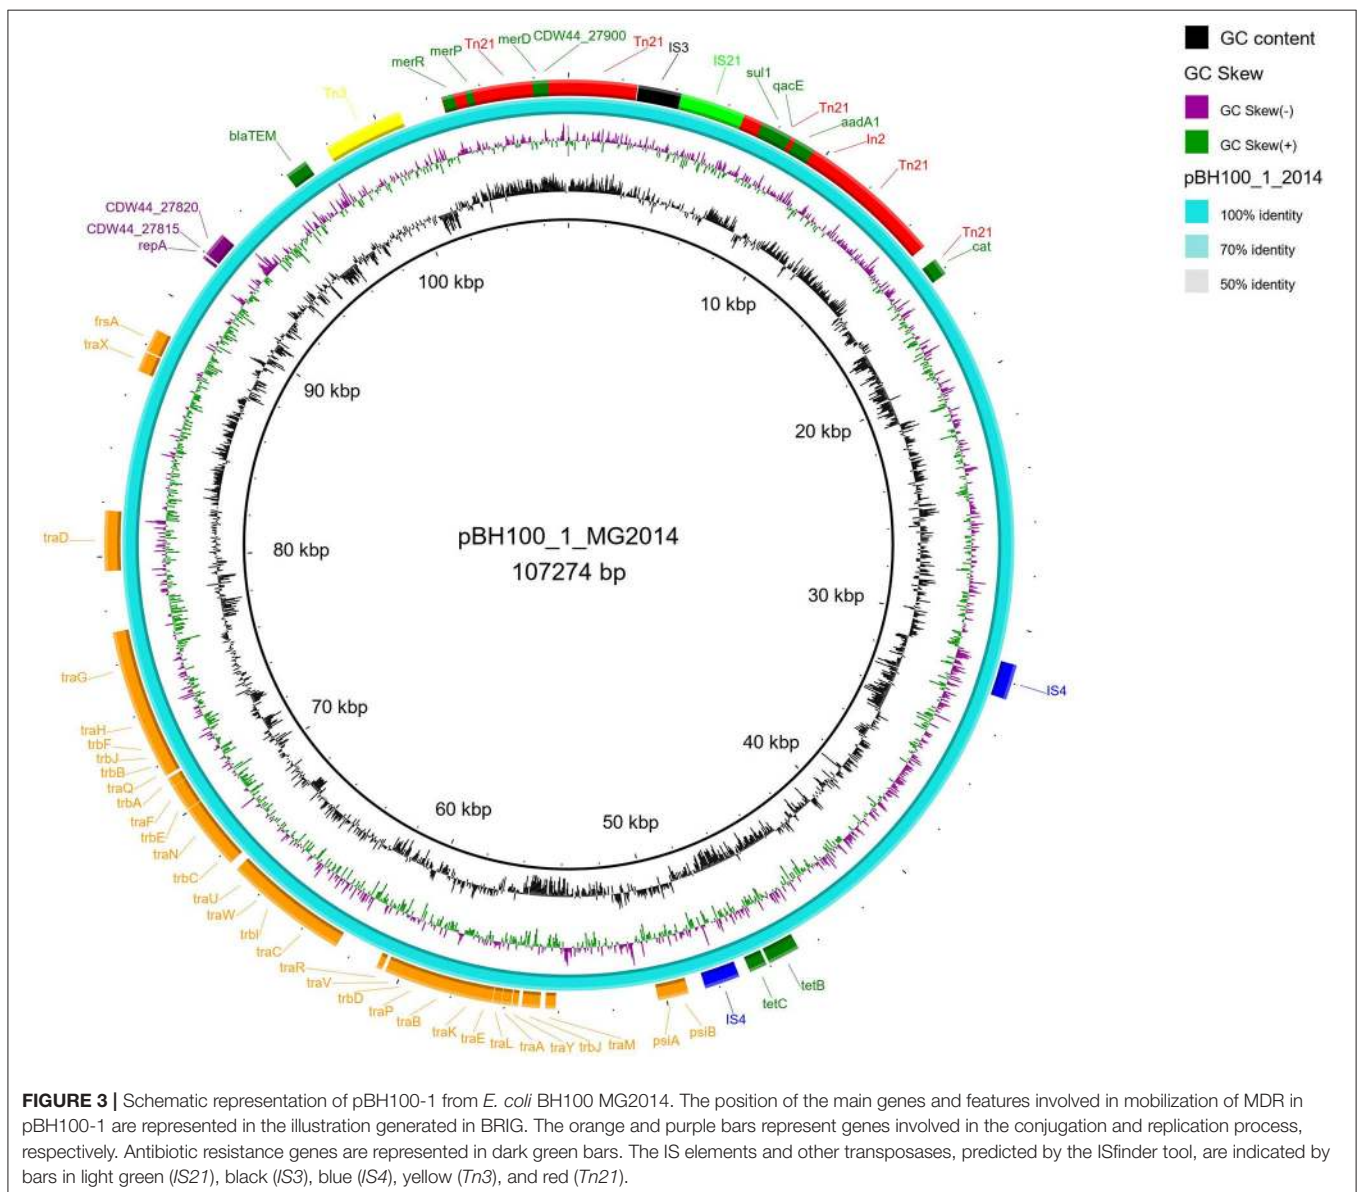 merR
merP
Tn21
merD
CDW44_27900
Tn21
IS3
IS21
sul1
qacE
Tn21
aadA1
In2
Tn21
Tn21
cat
Tn3
blaTEM
CDW44_27820
CDW44_27815
repA
frsA
traX
traD
traG
traH
trbF
trbJ
trbB
traQ
trbA
traF
trbE
traN
trbC
traU
traW
trbI
traC
traR
traV
trbD
traP
traB
traK
traE
traL
traA
traY
trbJ
traM
psiA
psiB
IS4
tetC
tetB
IS4
100 kbp
10 kbp
90 kbp
20 kbp
80 kbp
30 kbp
70 kbp
40 kbp
60 kbp
50 kbp
pBH100_1_MG2014
107274 bp
GC content
GC Skew
GC Skew(-)
GC Skew(+)
pBH100_1_2014
100% identity
70% identity
50% identity
FIGURE 3 | Schematic representation of pBH100-1 from E. coli BH100 MG2014. The position of the main genes and features involved in mobilization of MDR in
pBH100-1 are represented in the illustration generated in BRIG. The orange and purple bars represent genes involved in the conjugation and replication process,
respectively. Antibiotic resistance genes are represented in dark green bars. The IS elements and other transposases, predicted by the ISfinder tool, are indicated by
bars in light green (IS21), black (IS3), blue (IS4), yellow (Tn3), and red (Tn21).